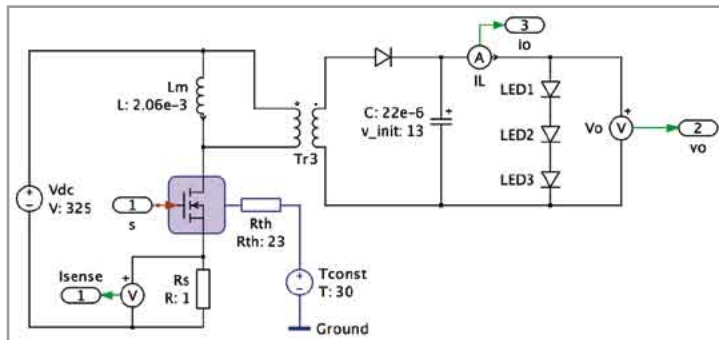 3
io
Lm
L: 2.06e-3
A
IL
LED1
C: 22e-6
v_init: 13
LED2
Vo
V
2
vo
Tr3
LED3
Vdc
V: 325
1
s
Rth
Rth: 23
Isense
1
V
Rs
R: 1
Tconst
T: 30
Ground